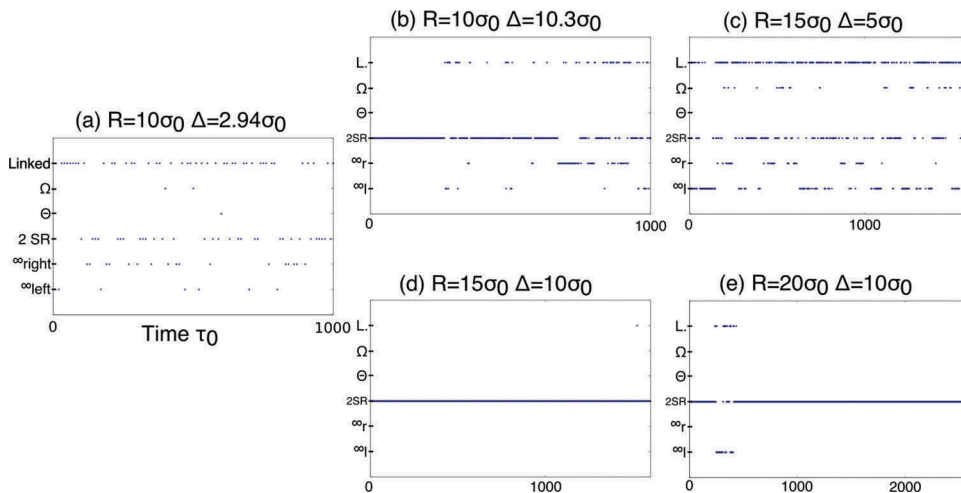 (a) R=10σ0 Δ=2.94σ0
Linked
Ω
Θ
2 SR
∞right
∞left
0
1000
Time τ0
(b) R=10σ0 Δ=10.3σ0
L.
Ω
Θ
2SR
∞r
∞l
0
1000
(c) R=15σ0 Δ=5σ0
L.
Ω
Θ
2SR
∞r
∞l
0
1000
(d) R=15σ0 Δ=10σ0
L.
Ω
Θ
2SR
∞r
∞l
0
1000
(e) R=20σ0 Δ=10σ0
L.
Ω
Θ
2SR
∞r
∞l
0
1000
2000